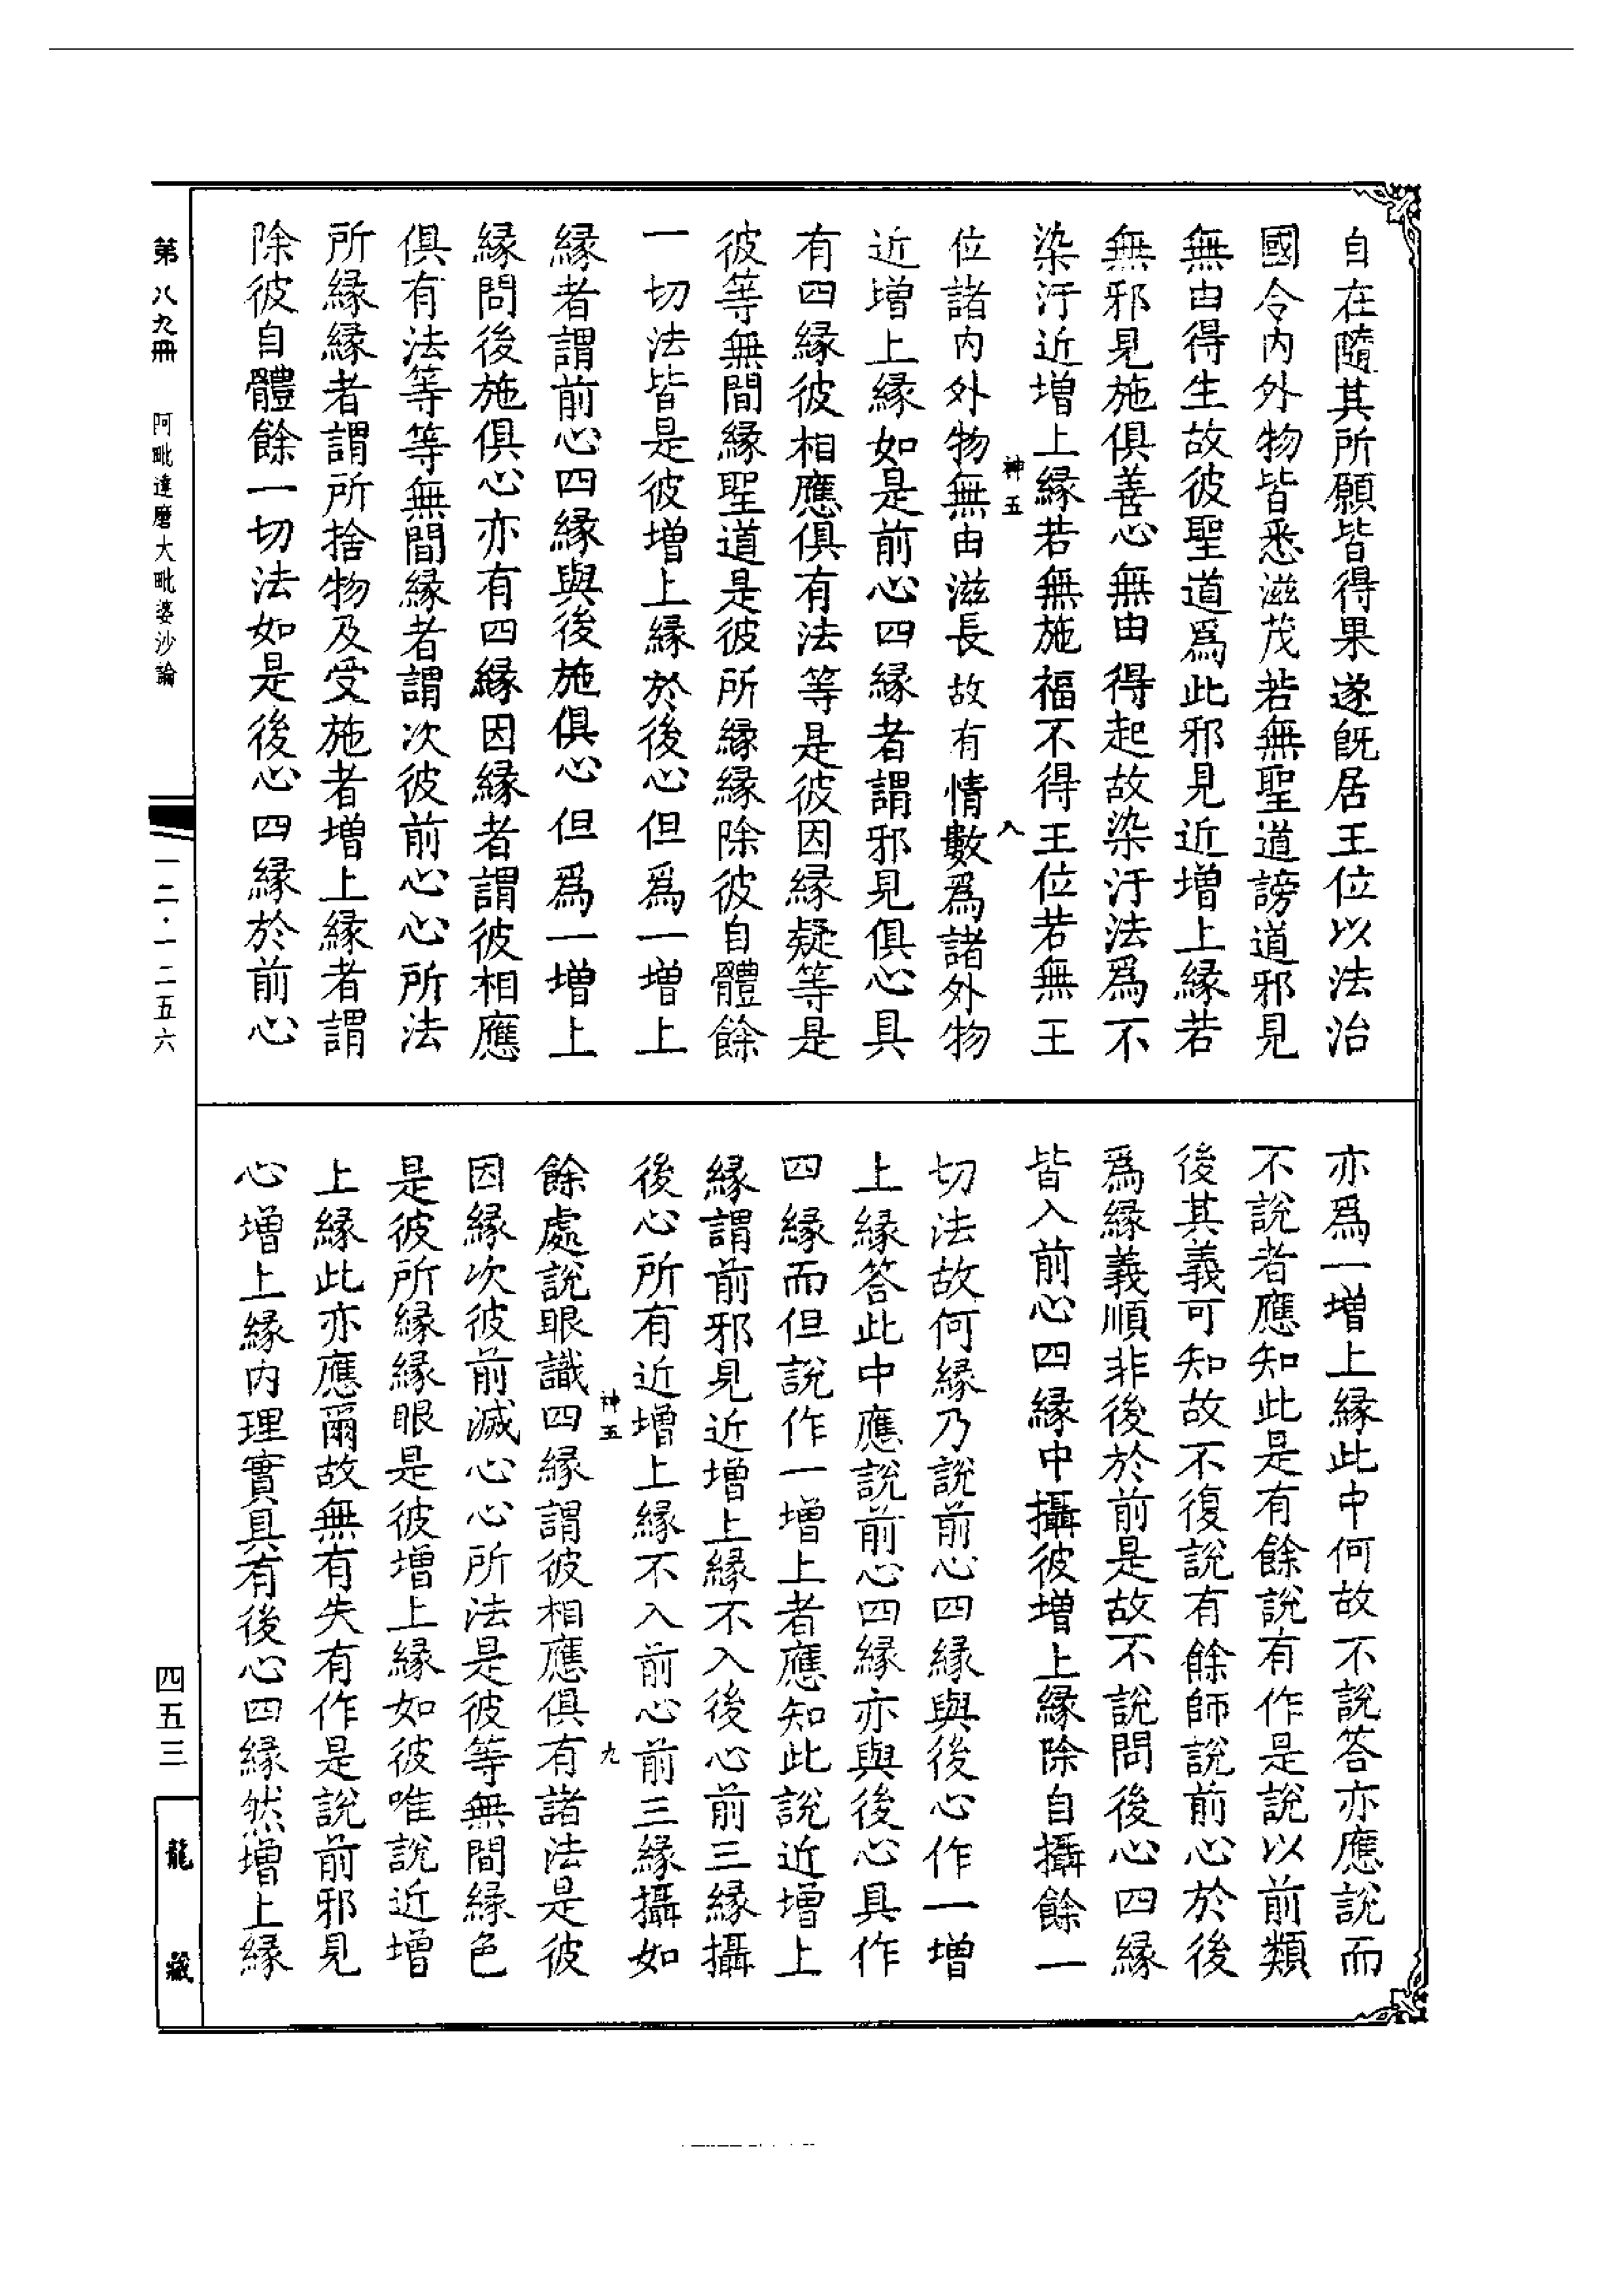 自在隨其所願皆得果遂既居王位以法治
國令內外物皆悉滋茂若無聖道謗道邪見
無由得生故彼聖道爲此邪見近增上緣若
無邪見施俱善心無由得起故染汙法爲不
染汙近增上緣若無施福不得王位若無王
神五 八
位諸內外物無由滋長故有情數爲諸外物
近增上緣如是前心四緣者謂邪見俱心具
有四緣彼相應俱有法等是彼因緣疑等是
彼等無間緣聖道是彼所緣緣除彼自體餘
一切法皆是彼增上緣於後心但爲一增上
緣者謂前心四緣與後施俱心但爲一增上
緣問後施俱心亦有四緣因緣者謂彼相應
俱有法等等無間緣者謂次彼前心心所法
所緣緣者謂所捨物及受施者增上緣者謂
除彼自體餘一切法如是後心四緣於前心
亦爲一增上緣此中何故不說答亦應說而
不說者應知此是有餘說有作是說以前類
後其義可知故不復說有餘師說前心於後
爲緣義順非後於前是故不說問後心四緣
皆入前心四緣中攝彼增上緣除自攝餘一
切法故何緣乃說前心四緣與後心作一增
上緣答此中應說前心四緣亦與後心具作
四緣而但說作一增上者應知此說近增上
緣謂前邪見近增上緣不入後心前三緣攝
後心所有近增上緣不入前心前三緣攝如
神五 九
餘處說眼識四緣謂彼相應俱有諸法是彼
因緣次彼前滅心心所法是彼等無間緣色
是彼所緣緣眼是彼增上緣如彼唯說近增
上緣此亦應爾故無有失有作是說前邪見
心增上緣內理實具有後心四緣然增上緣
第八九冊 阿毗達磨大毗婆沙論
一二·一二五六
四五三
龍藏